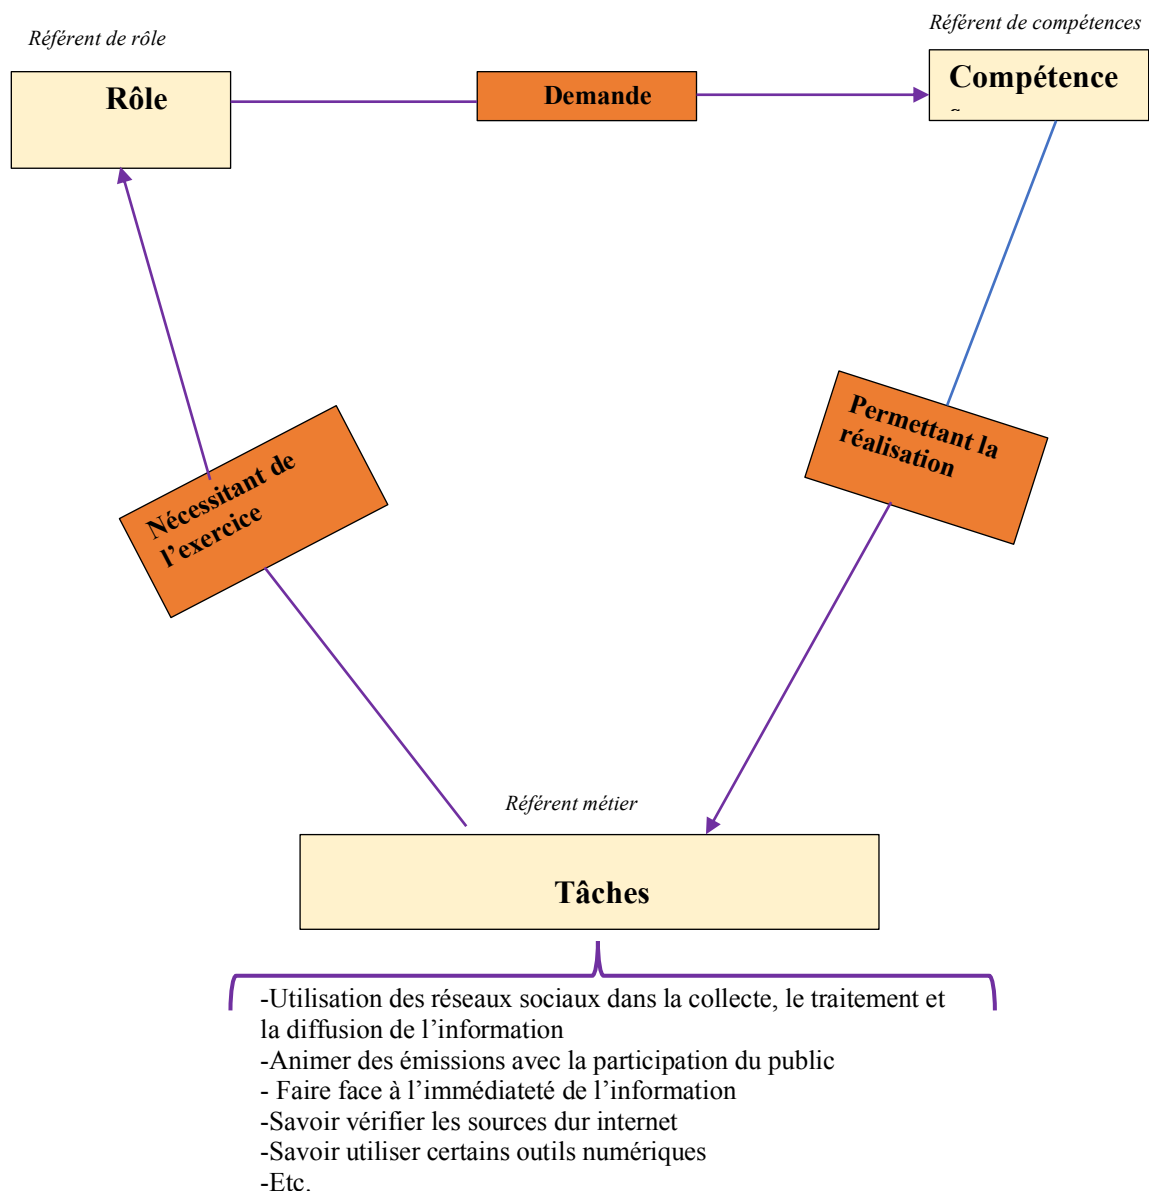 Référent de rôle
Référent de compétences
Rôle
Demande
Compétence
Permettant la
réalisation
Nécessitant de
l’exercice
Référent métier
Tâches
-Utilisation des réseaux sociaux dans la collecte, le traitement et
la diffusion de l’information
-Animer des émissions avec la participation du public
- Faire face à l’immédiateté de l’information
-Savoir vérifier les sources dur internet
-Savoir utiliser certains outils numériques
-Etc.